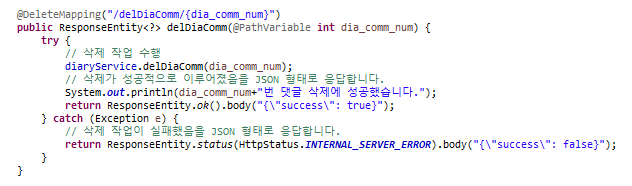 @DeleteMapping("/delDiaComm/{dia_comm_num}")
public ResponseEntity<?> delDiaComm(@PathVariable int dia_comm_num) {
    try {
        // 삭제 작업 수행
        diaryService.delDiaComm(dia_comm_num);
        // 삭제가 성공적으로 이루어졌음을 JSON 형태로 응답합니다.
        System.out.println(dia_comm_num+"번 댓글 삭제에 성공했습니다.");
        return ResponseEntity.ok().body("{\"success\": true}");
    } catch (Exception e) {
        // 삭제 작업이 실패했음을 JSON 형태로 응답합니다.
        return ResponseEntity.status(HttpStatus.INTERNAL_SERVER_ERROR).body("{\"success\": false}");
    }
}